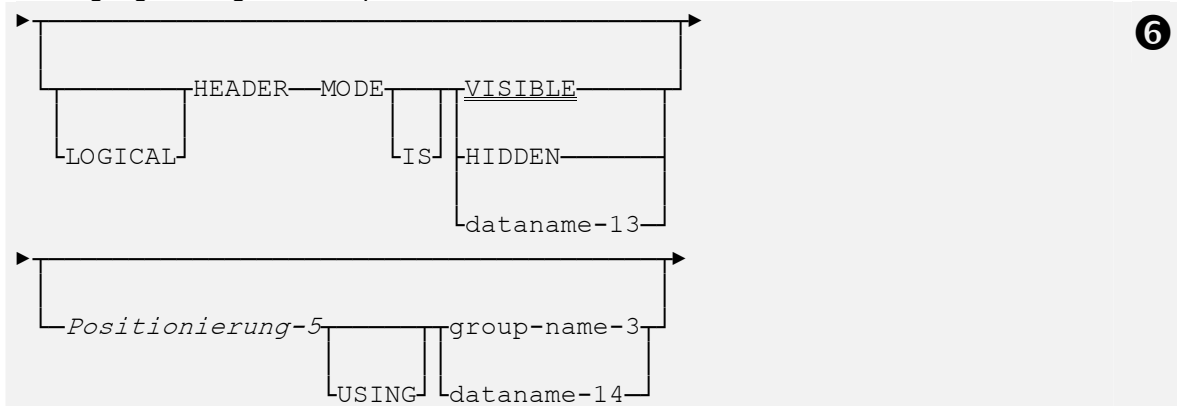 ❻
HEADER MODE VISIBLE
LOGICAL IS HIDDEN
dataname-13
Positionierung-5 group-name-3
USING dataname-14